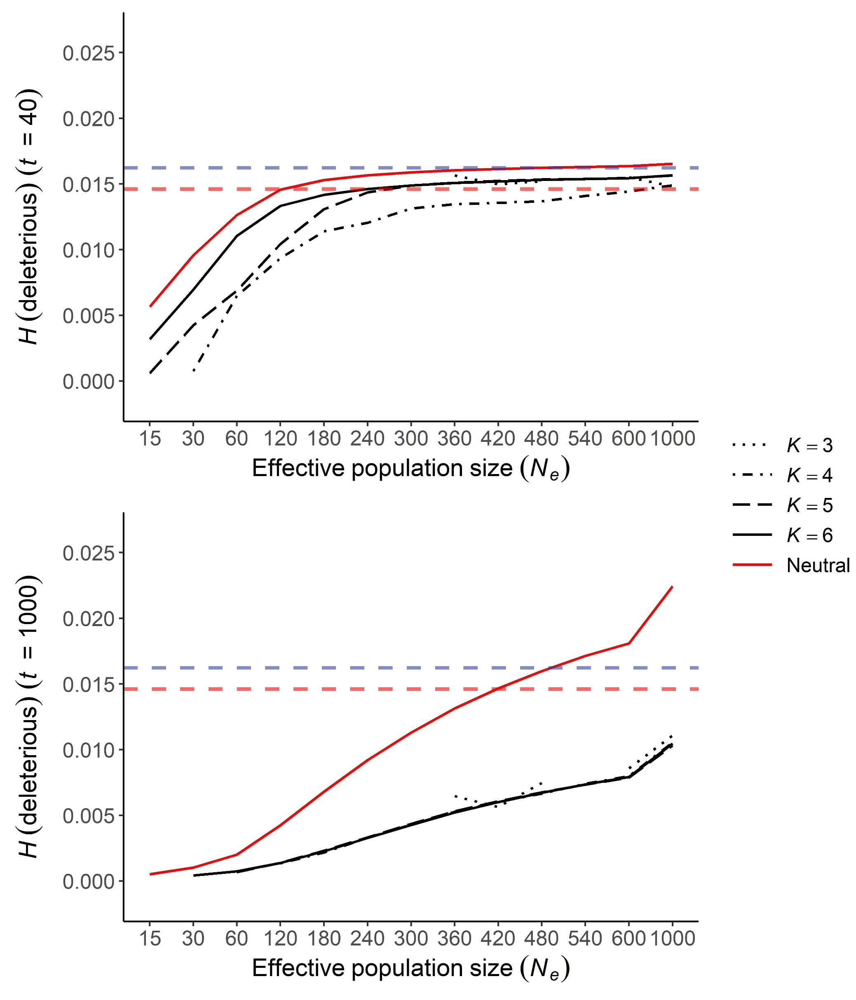 H (deleterious) (t = 40)
0.025
0.020
0.015
0.010
0.005
0.000
15 30 60 120 180 240 300 360 420 480 540 600 1000
Effective population size (Ne)
K = 3
K = 4
K = 5
K = 6
Neutral
H (deleterious) (t = 1000)
0.025
0.020
0.015
0.010
0.005
0.000
15 30 60 120 180 240 300 360 420 480 540 600 1000
Effective population size (Ne)